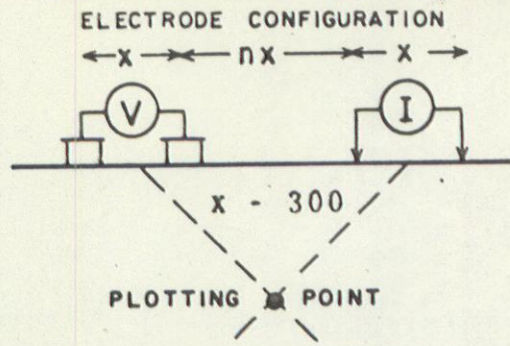 ELECTRODE CONFIGURATION
x nx x
V I
x - 300
PLOTTING POINT